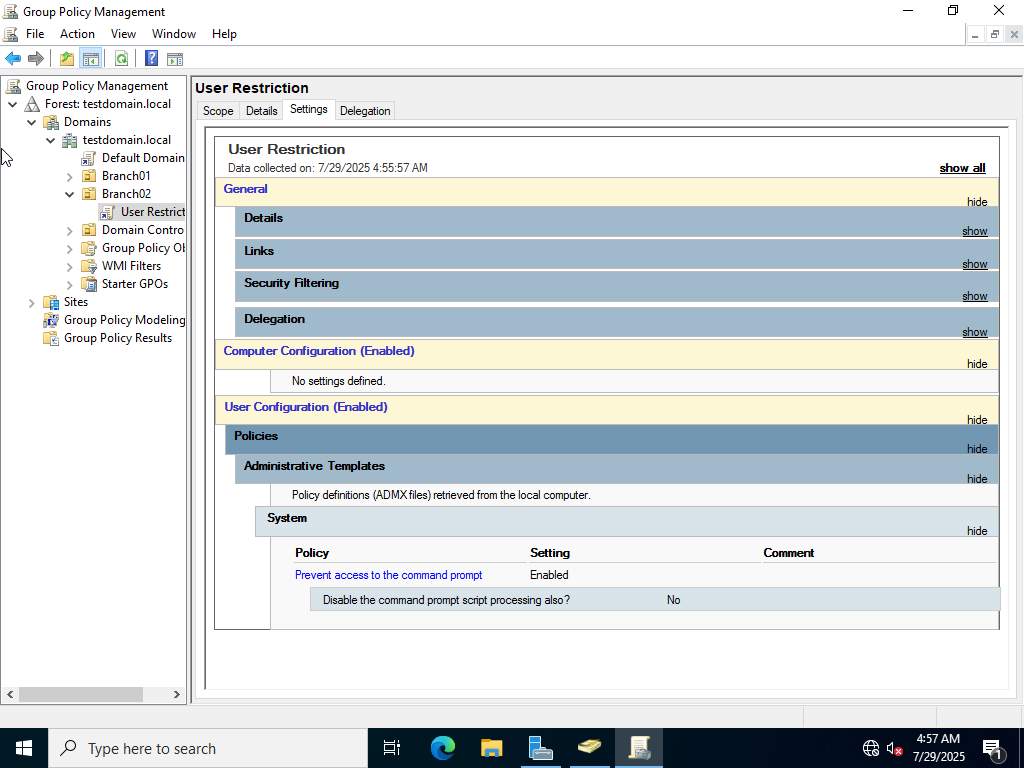 Group Policy Management
File Action View Window Help
Group Policy Management
Forest: testdomain.local
Domains
testdomain.local
Default Domain
Branch01
Branch02
User Restrict
Domain Contro
Group Policy Ob
WMI Filters
Starter GPOs
Sites
Group Policy Modeling
Group Policy Results
User Restriction
Scope Details Settings Delegation
User Restriction
Data collected on: 7/29/2025 4:55:57 AM show all
General
hide
Details
show
Links
show
Security Filtering
show
Delegation
show
Computer Configuration (Enabled)
hide
No settings defined.
User Configuration (Enabled)
hide
Policies
hide
Administrative Templates
hide
Policy definitions (ADMX files) retrieved from the local computer.
System
hide
Policy Setting Comment
Prevent access to the command prompt Enabled
Disable the command prompt script processing also? No
Type here to search
4:57 AM
7/29/2025
1